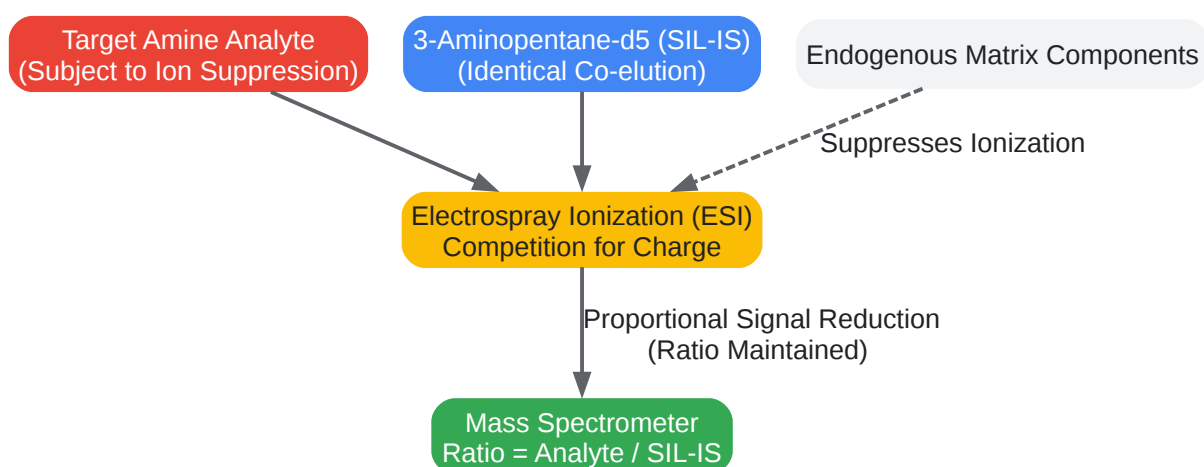 Target Amine Analyte
(Subject to Ion Suppression)
3-Aminopentane-d5 (SIL-IS)
(Identical Co-elution)
Endogenous Matrix Components
Suppresses Ionization
Electrospray Ionization (ESI)
Competition for Charge
Proportional Signal Reduction
(Ratio Maintained)
Mass Spectrometer
Ratio = Analyte / SIL-IS